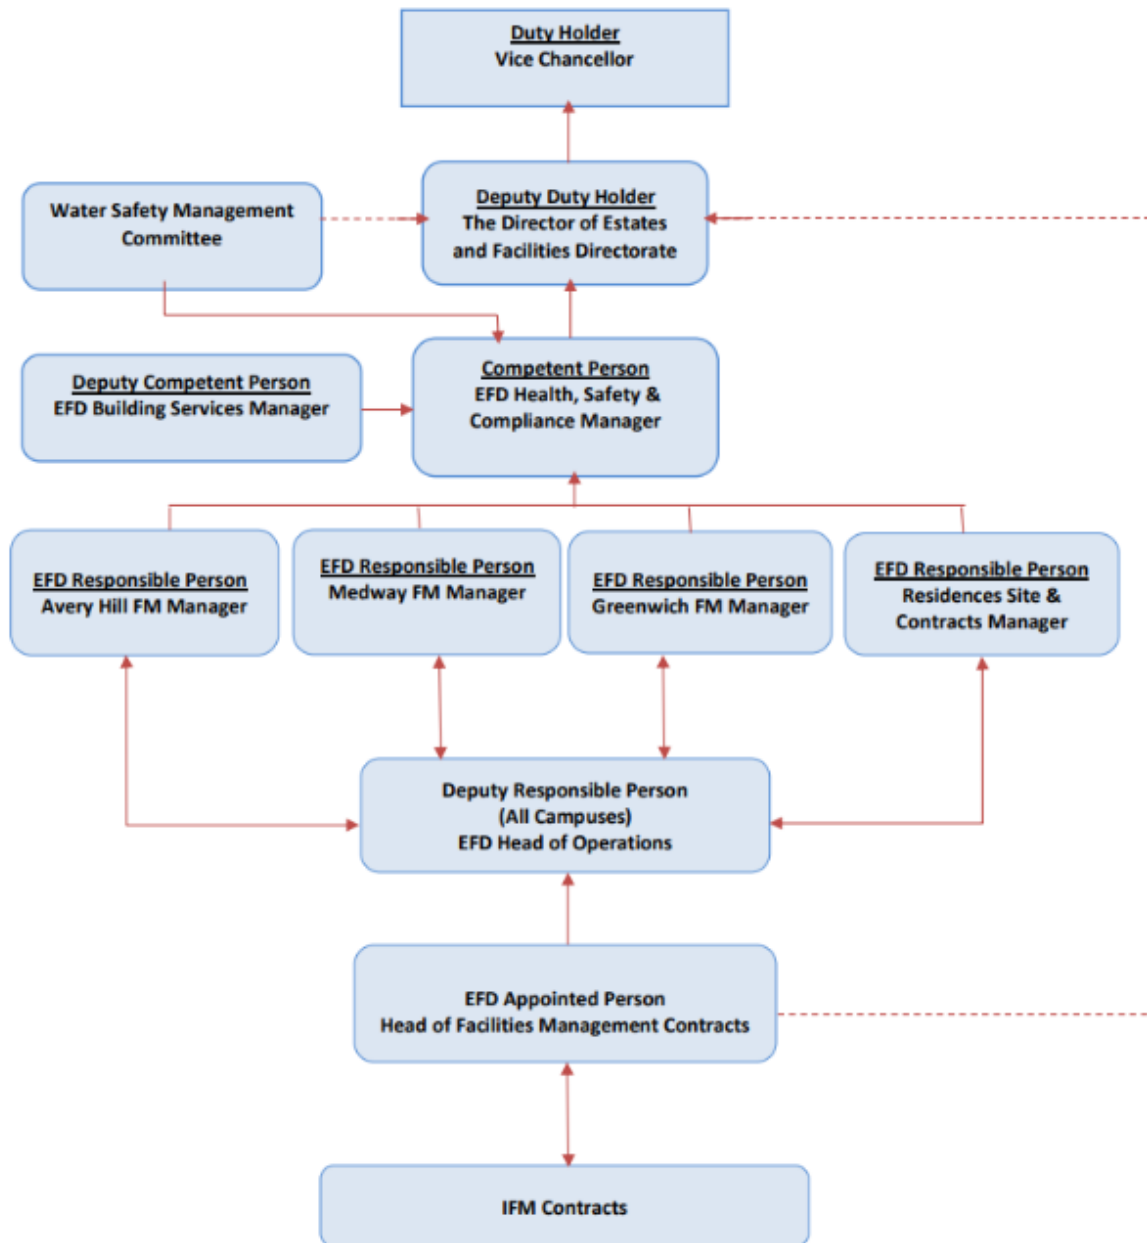 Duty Holder
Vice Chancellor
Water Safety Management
Committee
Deputy Duty Holder
The Director of Estates
and Facilities Directorate
Deputy Competent Person
EFD Building Services Manager
Competent Person
EFD Health, Safety &
Compliance Manager
EFD Responsible Person
Avery Hill FM Manager
EFD Responsible Person
Medway FM Manager
EFD Responsible Person
Greenwich FM Manager
EFD Responsible Person
Residences Site &
Contracts Manager
Deputy Responsible Person
(All Campuses)
EFD Head of Operations
EFD Appointed Person
Head of Facilities Management Contracts
IFM Contracts